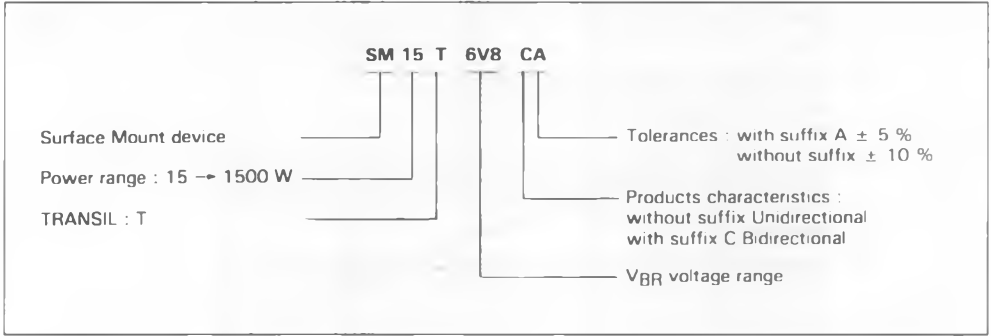 SM 15 T 6V8 CA
Surface Mount device
Power range : 15 → 1500 W
TRANSIL : T
Tolerances : with suffix A ± 5 %
without suffix ± 10 %
Products characteristics :
without suffix Unidirectional
with suffix C Bidirectional
VBR voltage range